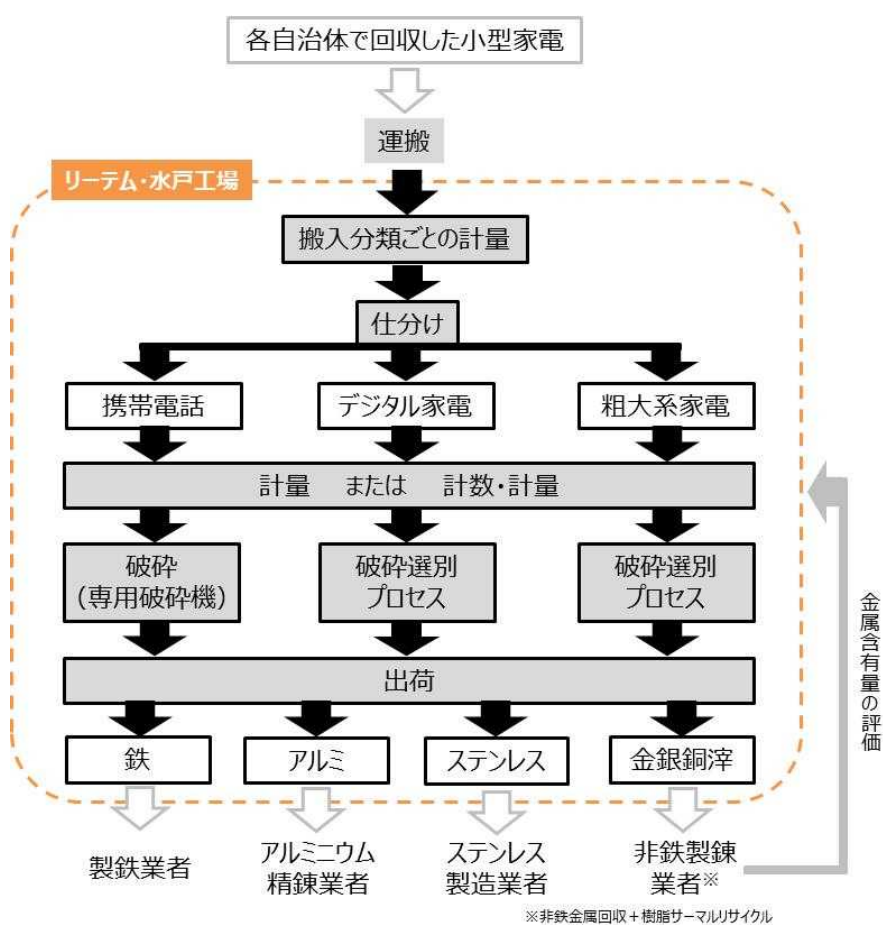 各自治体で回収した小型家電
運搬
リーテム・水戸工場
搬入分類ごとの計量
仕分け
携帯電話
デジタル家電
粗大系家電
計量 または 計数・計量
破砕
(専用破砕機)
破砕選別
プロセス
破砕選別
プロセス
出荷
鉄
アルミ
ステンレス
金銀銅滓
製鉄業者
アルミニウム
精錬業者
ステンレス
製造業者
非鉄製錬
業者※
金属含有量の評価
※非鉄金属回収+樹脂サーマルリサイクル